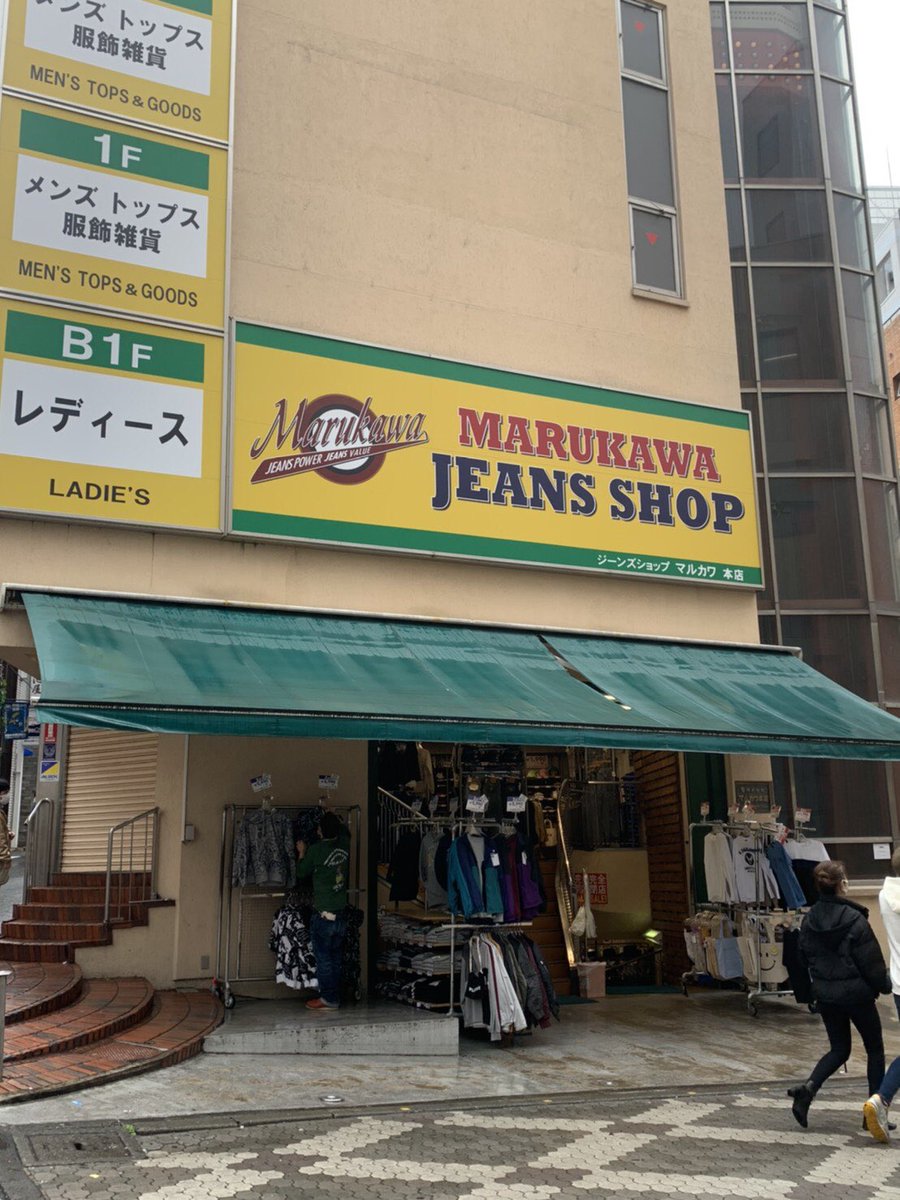 メンズ トップス
服飾雑貨
MEN'S TOPS & GOODS
1F
メンズ トップス
服飾雑貨
MEN'S TOPS & GOODS
B1F
レディース
LADIE'S
Marukawa
JEANS POWER JEANS VALUE
MARUKAWA
JEANS SHOP
ジーンズショップ マルカワ 本店